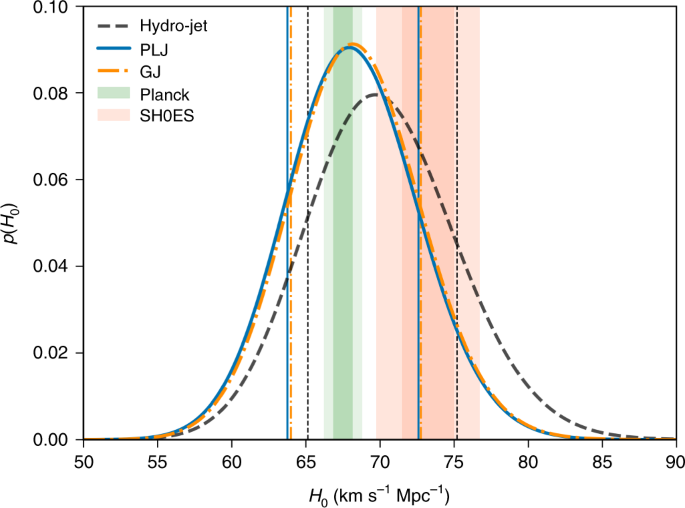 0.10
0.08
0.06
0.04
0.02
0.00
p(H₀)
Hydro-jet
PLJ
GJ
Planck
SH0ES
50 55 60 65 70 75 80 85 90
H₀ (km s⁻¹ Mpc⁻¹)